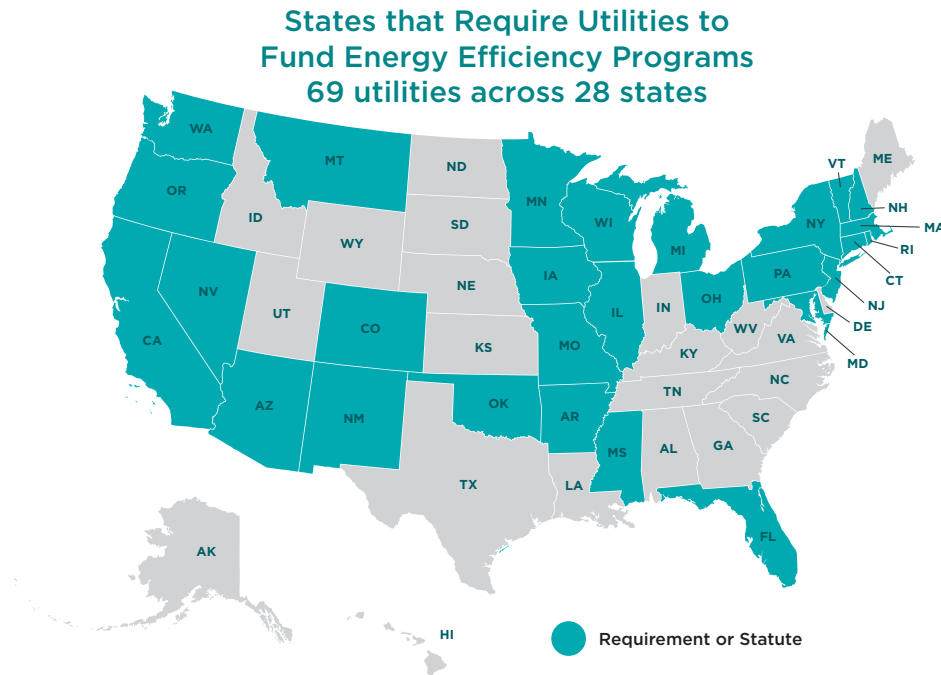 States that Require Utilities to
Fund Energy Efficiency Programs
69 utilities across 28 states
WA
MT
ND
MN
VT
ME
OR
ID
SD
WI
MI
NY
NH
MA
WY
RI
IA
PA
CT
NV
NE
OH
NJ
UT
CO
IL
IN
DE
CA
KS
MO
WV
VA
MD
KY
NC
AZ
NM
OK
AR
TN
SC
MS
AL
GA
TX
LA
FL
AK
HI
Requirement or Statute